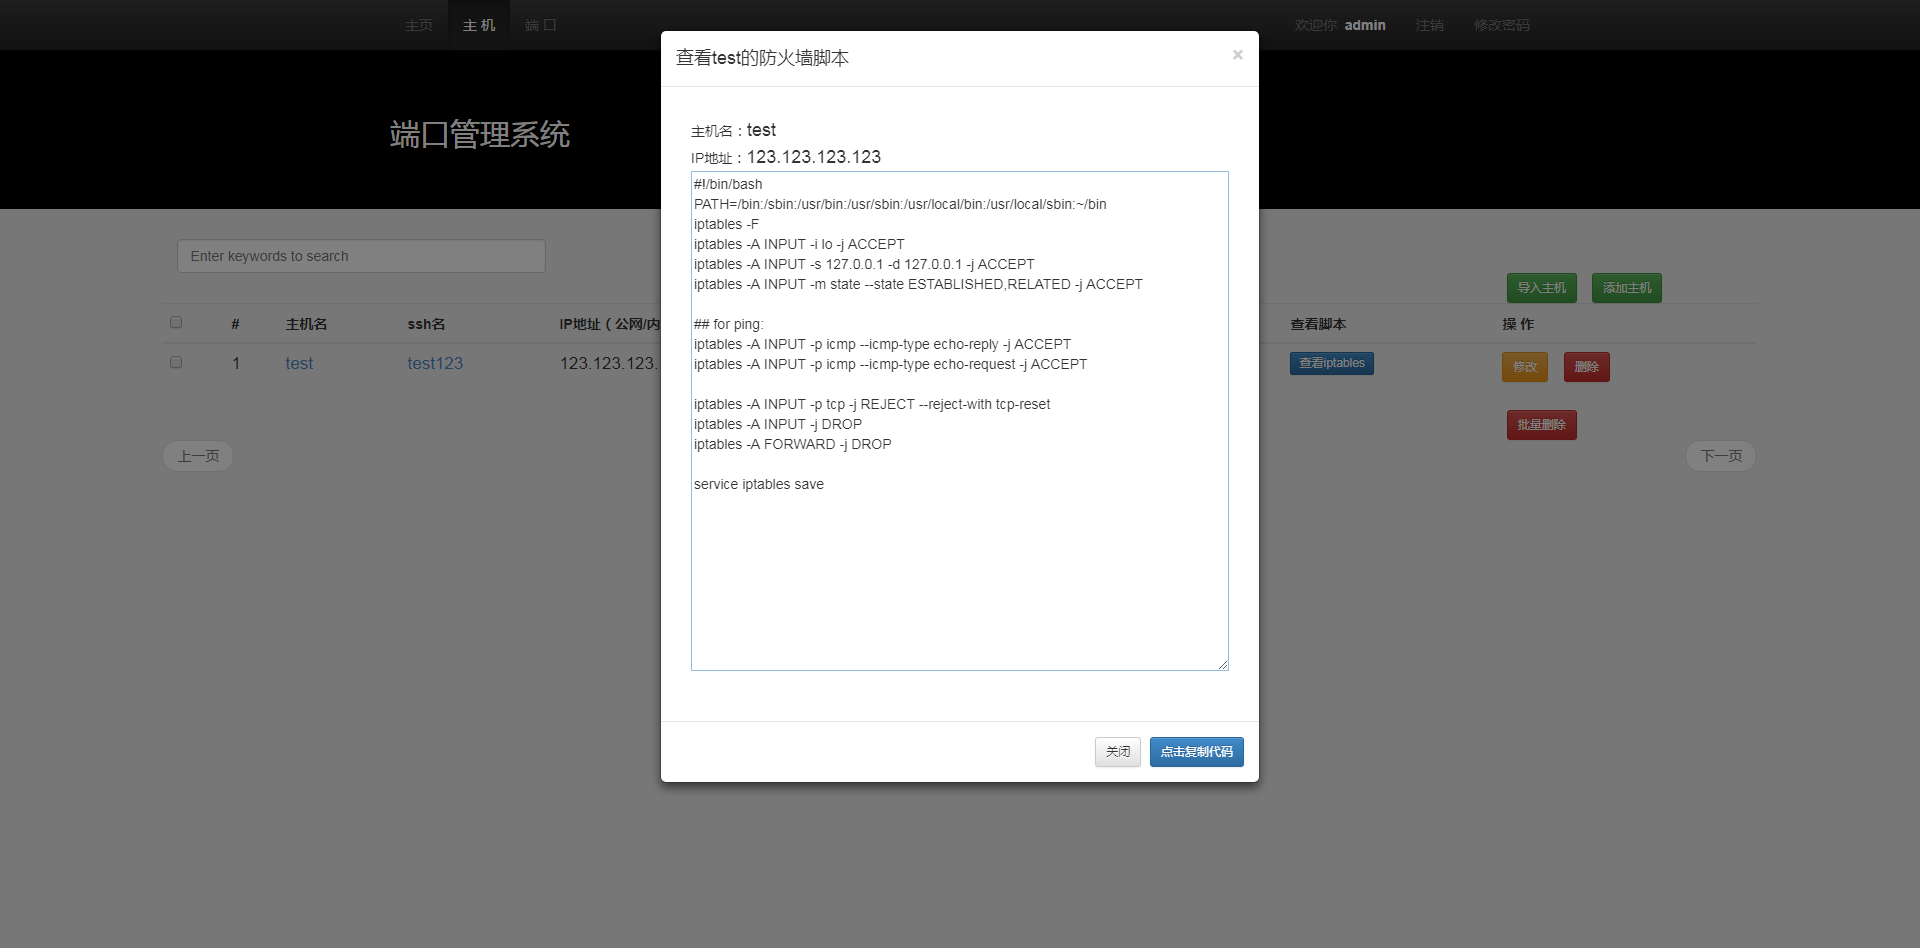 主页 主 机 端 口 欢迎你 admin 注销 修改密码
端口管理系统
查看test的防火墙脚本 ×
主机名：test
IP地址：123.123.123.123
#!/bin/bash
PATH=/bin:/sbin:/usr/bin:/usr/sbin:/usr/local/bin:/usr/local/sbin:~/bin
iptables -F
iptables -A INPUT -i lo -j ACCEPT
iptables -A INPUT -s 127.0.0.1 -d 127.0.0.1 -j ACCEPT
iptables -A INPUT -m state --state ESTABLISHED,RELATED -j ACCEPT
## for ping:
iptables -A INPUT -p icmp --icmp-type echo-reply -j ACCEPT
iptables -A INPUT -p icmp --icmp-type echo-request -j ACCEPT
iptables -A INPUT -p tcp -j REJECT --reject-with tcp-reset
iptables -A INPUT -j DROP
iptables -A FORWARD -j DROP
service iptables save
关闭 点击复制代码
Enter keywords to search
导入主机 添加主机
# 主机名 ssh名 IP地址（公网/内 查看脚本 操 作
1 test test123 123.123.123. 查看iptables 修改 删除
批量删除
上一页 下一页